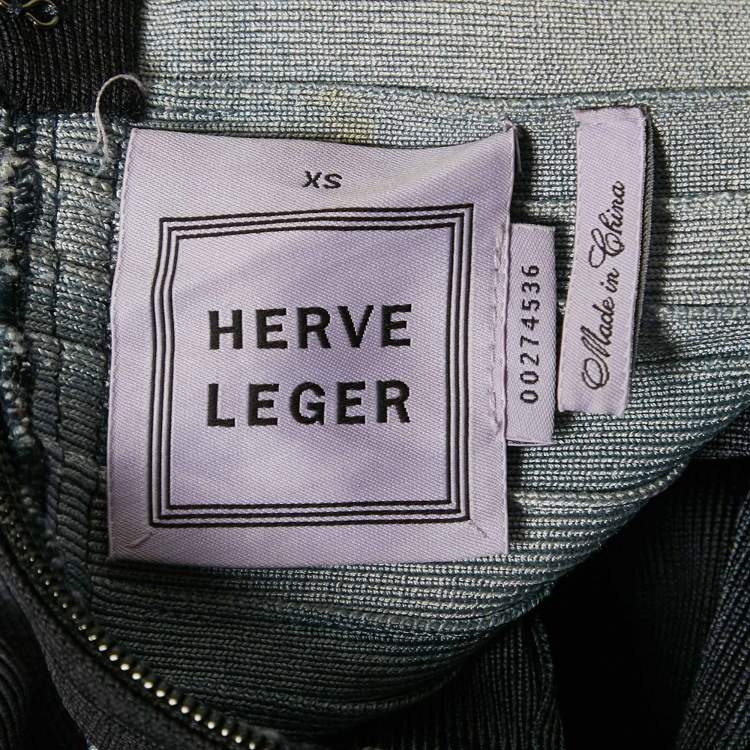 XS
HERVE
LEGER
00274536
Made in China